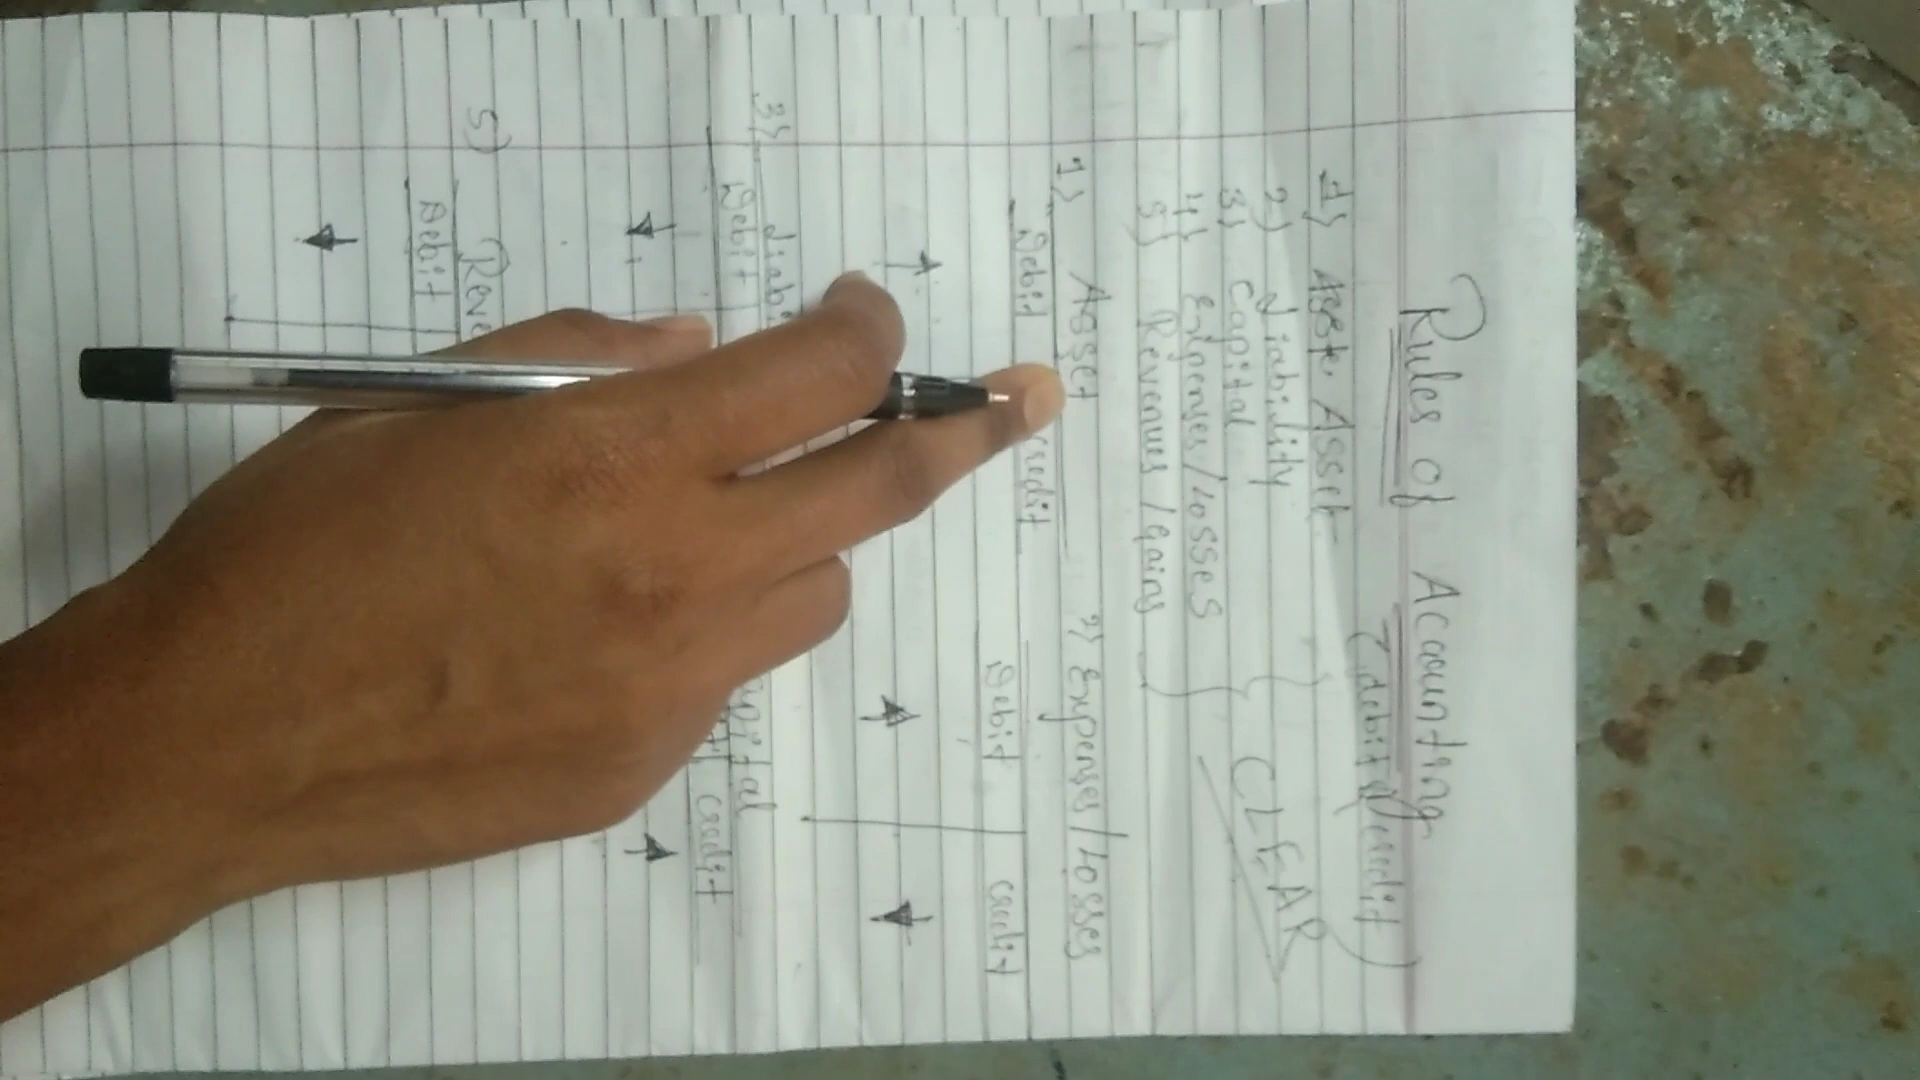 Rules of Accounting
(debit & credit)
1) Asset
2) Liability
3) Capital
4) Expenses/Losses
5) Revenues/gains
CLEAR
1) Asset 2) Expenses/Losses
Debit credit Debit credit
3) Debit credit
5)
Debit